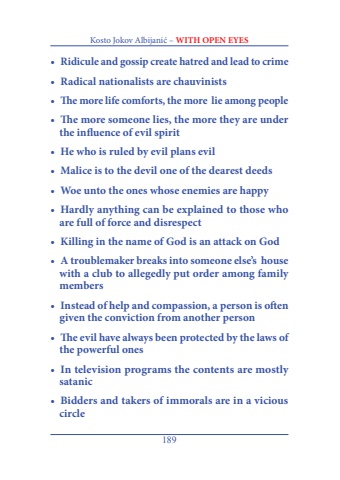 Kosto Jokov Albijanić – WITH OPEN EYES
• Ridicule and gossip create hatred and lead to crime
• Radical nationalists are chauvinists
• The more life comforts, the more lie among people
• The more someone lies, the more they are under
the influence of evil spirit
• He who is ruled by evil plans evil
• Malice is to the devil one of the dearest deeds
• Woe unto the ones whose enemies are happy
• Hardly anything can be explained to those who
are full of force and disrespect
• Killing in the name of God is an attack on God
• A troublemaker breaks into someone else's house
with a club to allegedly put order among family
members
• Instead of help and compassion, a person is often
given the conviction from another person
• The evil have always been protected by the laws of
the powerful ones
• In television programs the contents are mostly
satanic
• Bidders and takers of immorals are in a vicious
circle
189